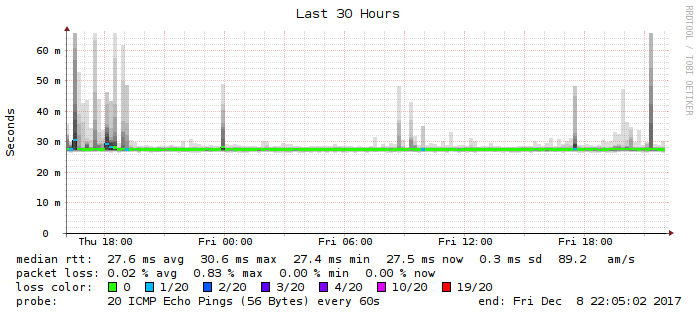 Last 30 Hours
RRDTOOL / TOBI OETIKER
Seconds
60 m
50 m
40 m
30 m
20 m
10 m
0
Thu 18:00 Fri 00:00 Fri 06:00 Fri 12:00 Fri 18:00
median rtt: 27.6 ms avg 30.6 ms max 27.4 ms min 27.5 ms now 0.3 ms sd 89.2 am/s
packet loss: 0.02 % avg 0.83 % max 0.00 % min 0.00 % now
loss color: 0 1/20 2/20 3/20 4/20 10/20 19/20
probe: 20 ICMP Echo Pings (56 Bytes) every 60s end: Fri Dec 8 22:05:02 2017